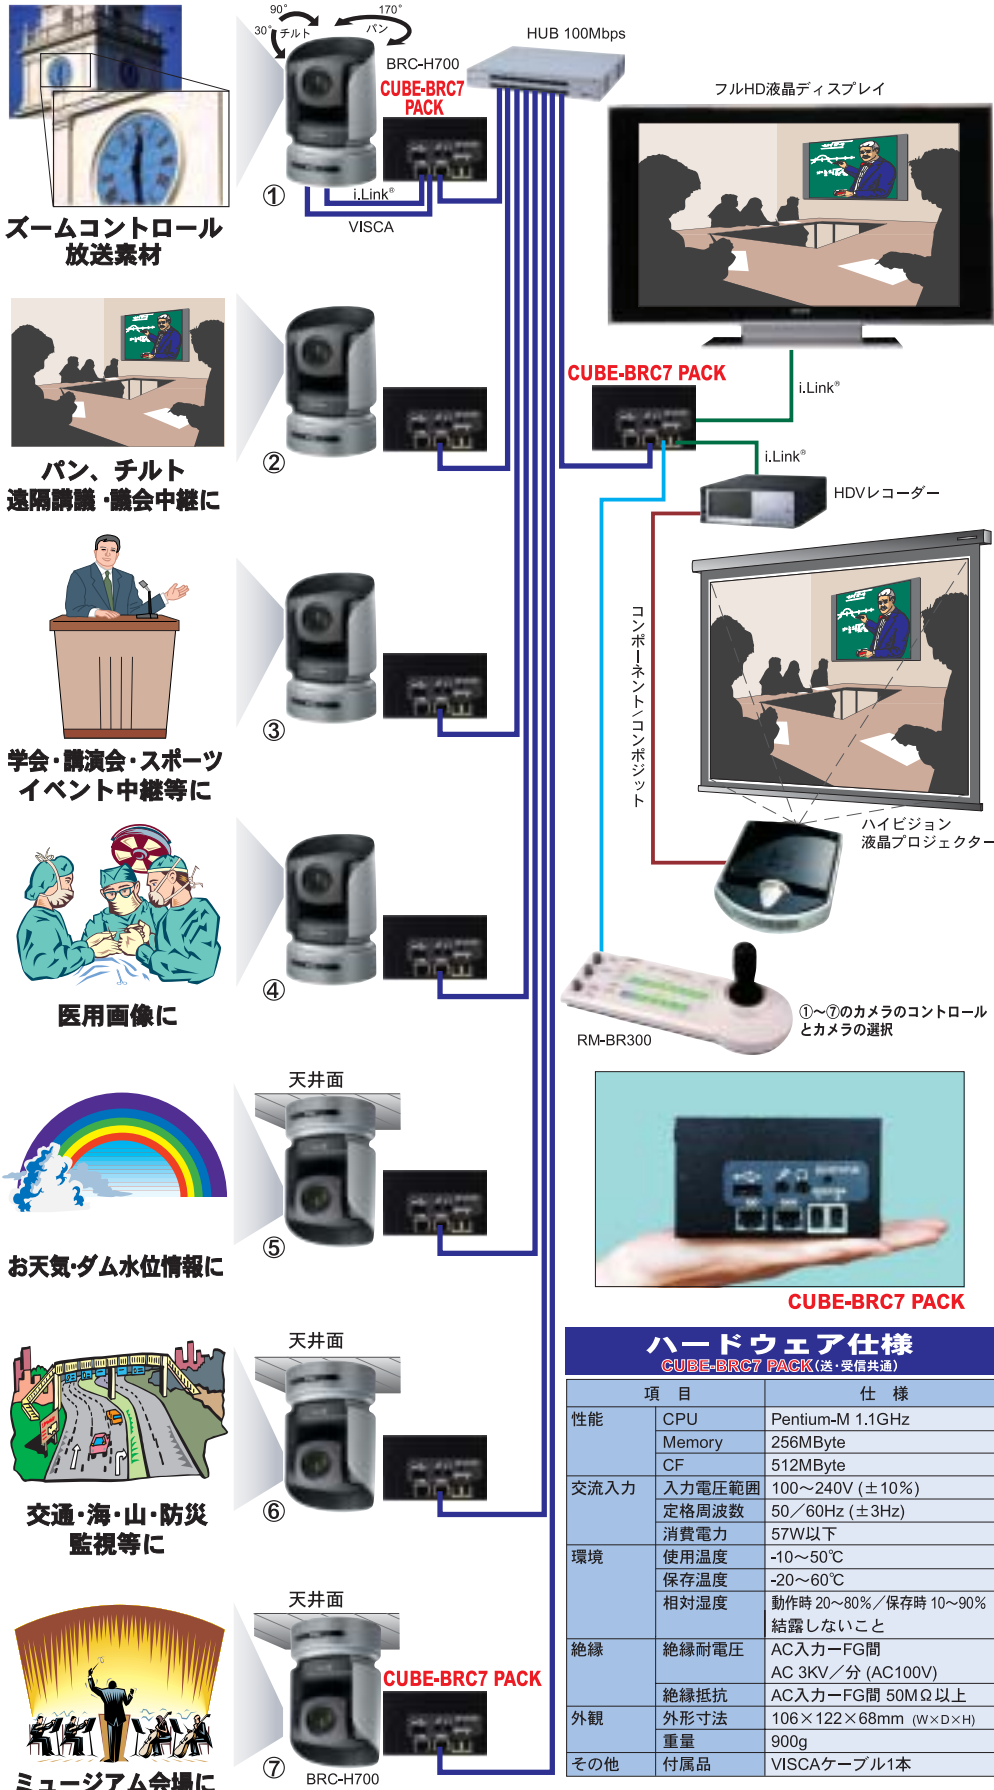 90°
30°
チルト
170°
パン
BRC-H700
CUBE-BRC7
PACK
HUB 100Mbps
①
i.Link®
VISCA
ズームコントロール
放送素材
②
パン、チルト
遠隔講議・議会中継に
③
学会・講演会・スポーツ
イベント中継等に
④
医用画像に
天井面
⑤
お天気・ダム水位情報に
天井面
⑥
交通・海・山・防災
監視等に
天井面
CUBE-BRC7 PACK
⑦
BRC-H700
ミュージアム会場に
フルHD液晶ディスプレイ
CUBE-BRC7 PACK
i.Link®
i.Link®
HDVレコーダー
コンポーネント/コンポジット
ハイビジョン
液晶プロジェクター
RM-BR300
①～⑦のカメラのコントロール
とカメラの選択
CUBE-BRC7 PACK
ハードウェア仕様
CUBE-BRC7 PACK(送・受信共通)
項 目 仕 様
性能 CPU Pentium-M 1.1GHz
Memory 256MByte
CF 512MByte
交流入力 入力電圧範囲 100～240V (±10%)
定格周波数 50／60Hz (±3Hz)
消費電力 57W以下
環境 使用温度 -10～50℃
保存温度 -20～60℃
相対湿度 動作時 20～80%／保存時 10～90%
結露しないこと
絶縁 絶縁耐電圧 AC入力ーFG間
AC 3KV／分 (AC100V)
絶縁抵抗 AC入力ーFG間 50MΩ以上
外観 外形寸法 106×122×68mm (W×D×H)
重量 900g
その他 付属品 VISCAケーブル1本